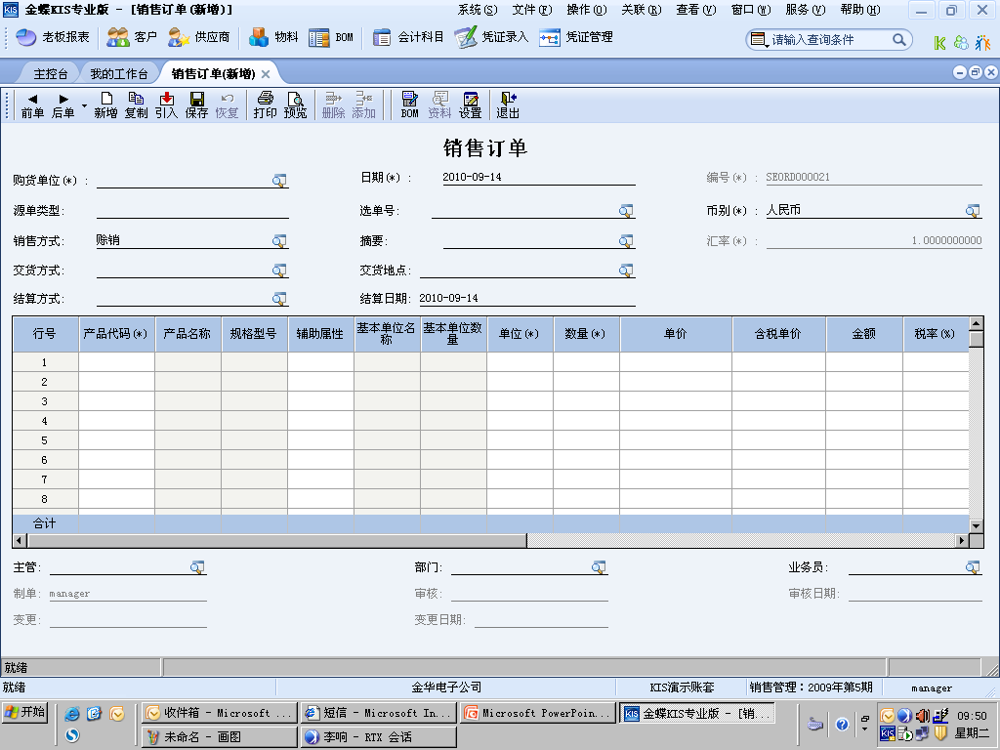 金蝶KIS专业版 - [销售订单(新增)] 系统(S) 文件(F) 操作(O) 关联(R) 查看(V) 窗口(W) 服务(V) 帮助(H)
老板报表 客户 供应商 物料 BOM 会计科目 凭证录入 凭证管理 请输入查询条件
主控台 我的工作台 销售订单(新增)
前单 后单 新增 复制 引入 保存 恢复 打印 预览 删除 添加 BOM 资料 设置 退出
销售订单
购货单位(*) : 日期(*) : 2010-09-14 编号(*) : SEORD000021
源单类型: 选单号: 币别(*) : 人民币
销售方式: 赊销 摘要: 汇率(*) : 1.0000000000
交货方式: 交货地点:
结算方式: 结算日期: 2010-09-14
行号 产品代码(*) 产品名称 规格型号 辅助属性 基本单位名称 基本单位数量 单位(*) 数量(*) 单价 含税单价 金额 税率(%)
1
2
3
4
5
6
7
8
合计
主管: 部门: 业务员:
制单: manager 审核: 审核日期:
变更: 变更日期:
就绪
就绪 金华电子公司 KIS演示账套 销售管理：2009年第5期 manager
开始 收件箱 - Microsoft ... 短信 - Microsoft In... Microsoft PowerPoin... 金蝶KIS专业版 - [销... 09:50
未命名 - 画图 李响 - RTX 会话 KIS 星期二